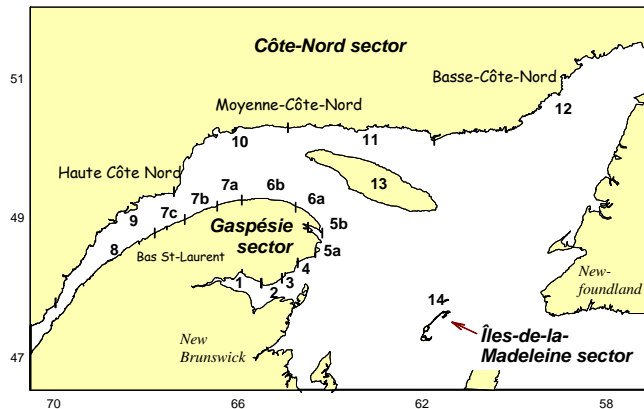 Côte-Nord sector
51
Basse-Côte-Nord
Moyenne-Côte-Nord
12
10
11
Haute Côte Nord
7a
6b
13
7b
6a
9
7c
49
Gaspésie
sector
5b
8
5a
Bas St-Laurent
4
3
1
2
New-
foundland
14
New
Brunswick
Îles-de-la-
Madeleine sector
47
70
66
62
58